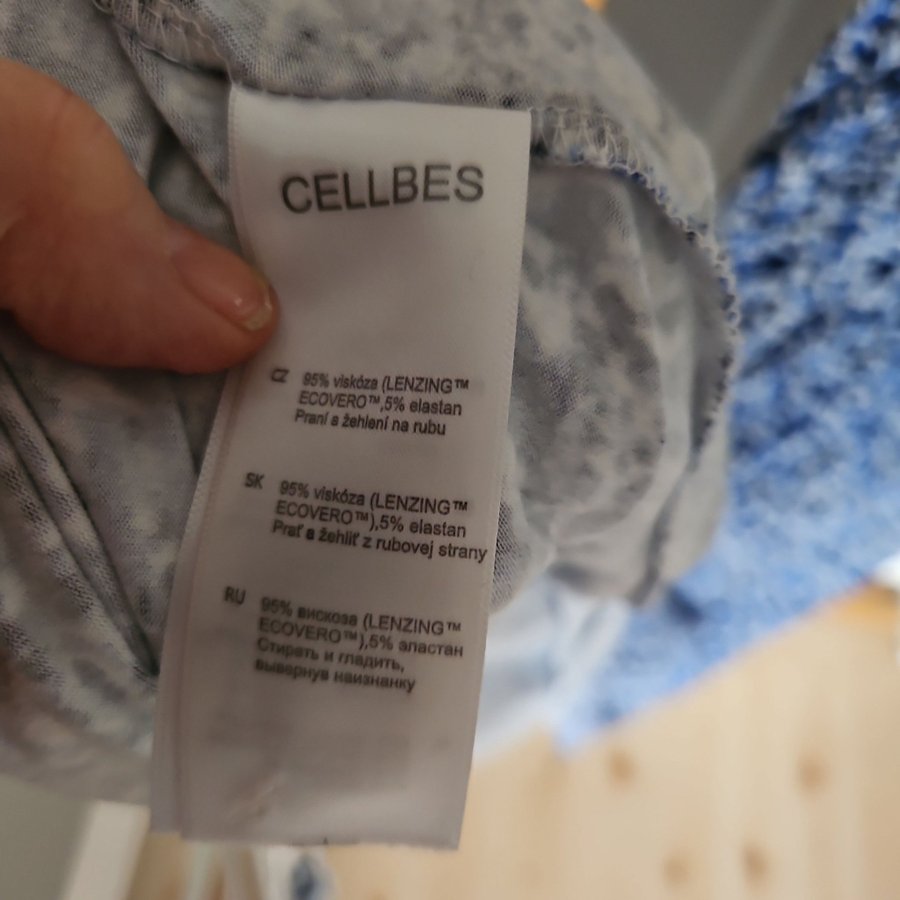 CELLBES
CZ 95% viskóza (LENZING™
ECOVERO™,5% elastan
Praní a žehlení na rubu
SK 95% viskóza (LENZING™
ECOVERO™),5% elastan
Prať a žehliť z rubovej strany
RU 95% вискоза (LENZING™
ECOVERO™),5% эластан
Стирать и гладить,
вывернув наизнанку